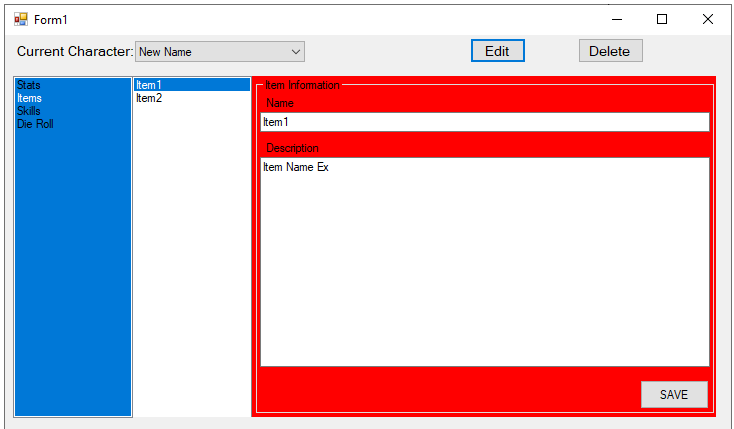 Form1
Current Character: New Name Edit Delete
Stats
Items
Skills
Die Roll
Item1
Item2
Item Information
Name
Item1
Description
Item Name Ex
SAVE